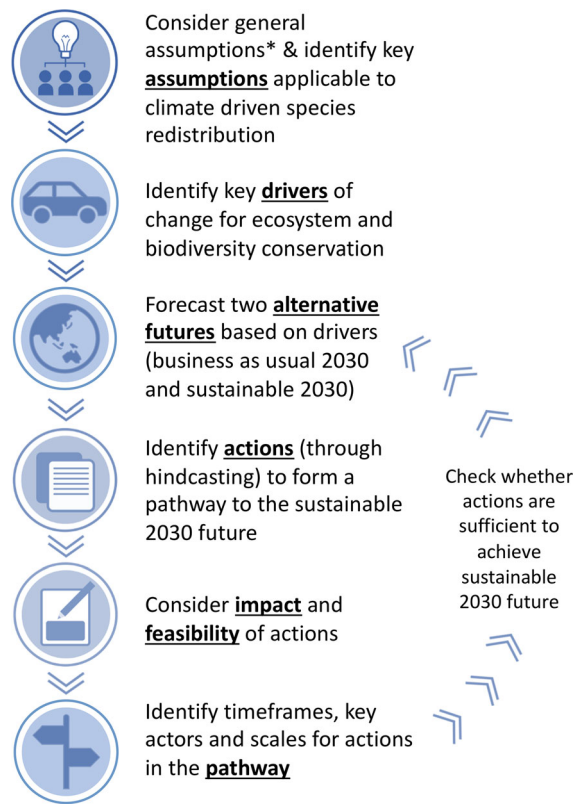 Consider general
assumptions* & identify key
assumptions applicable to
climate driven species
redistribution
Identify key drivers of
change for ecosystem and
biodiversity conservation
Forecast two alternative
futures based on drivers
(business as usual 2030
and sustainable 2030)
Identify actions (through
hindcasting) to form a
pathway to the sustainable
2030 future
Consider impact and
feasibility of actions
Identify timeframes, key
actors and scales for actions
in the pathway
Check whether
actions are
sufficient to
achieve
sustainable
2030 future